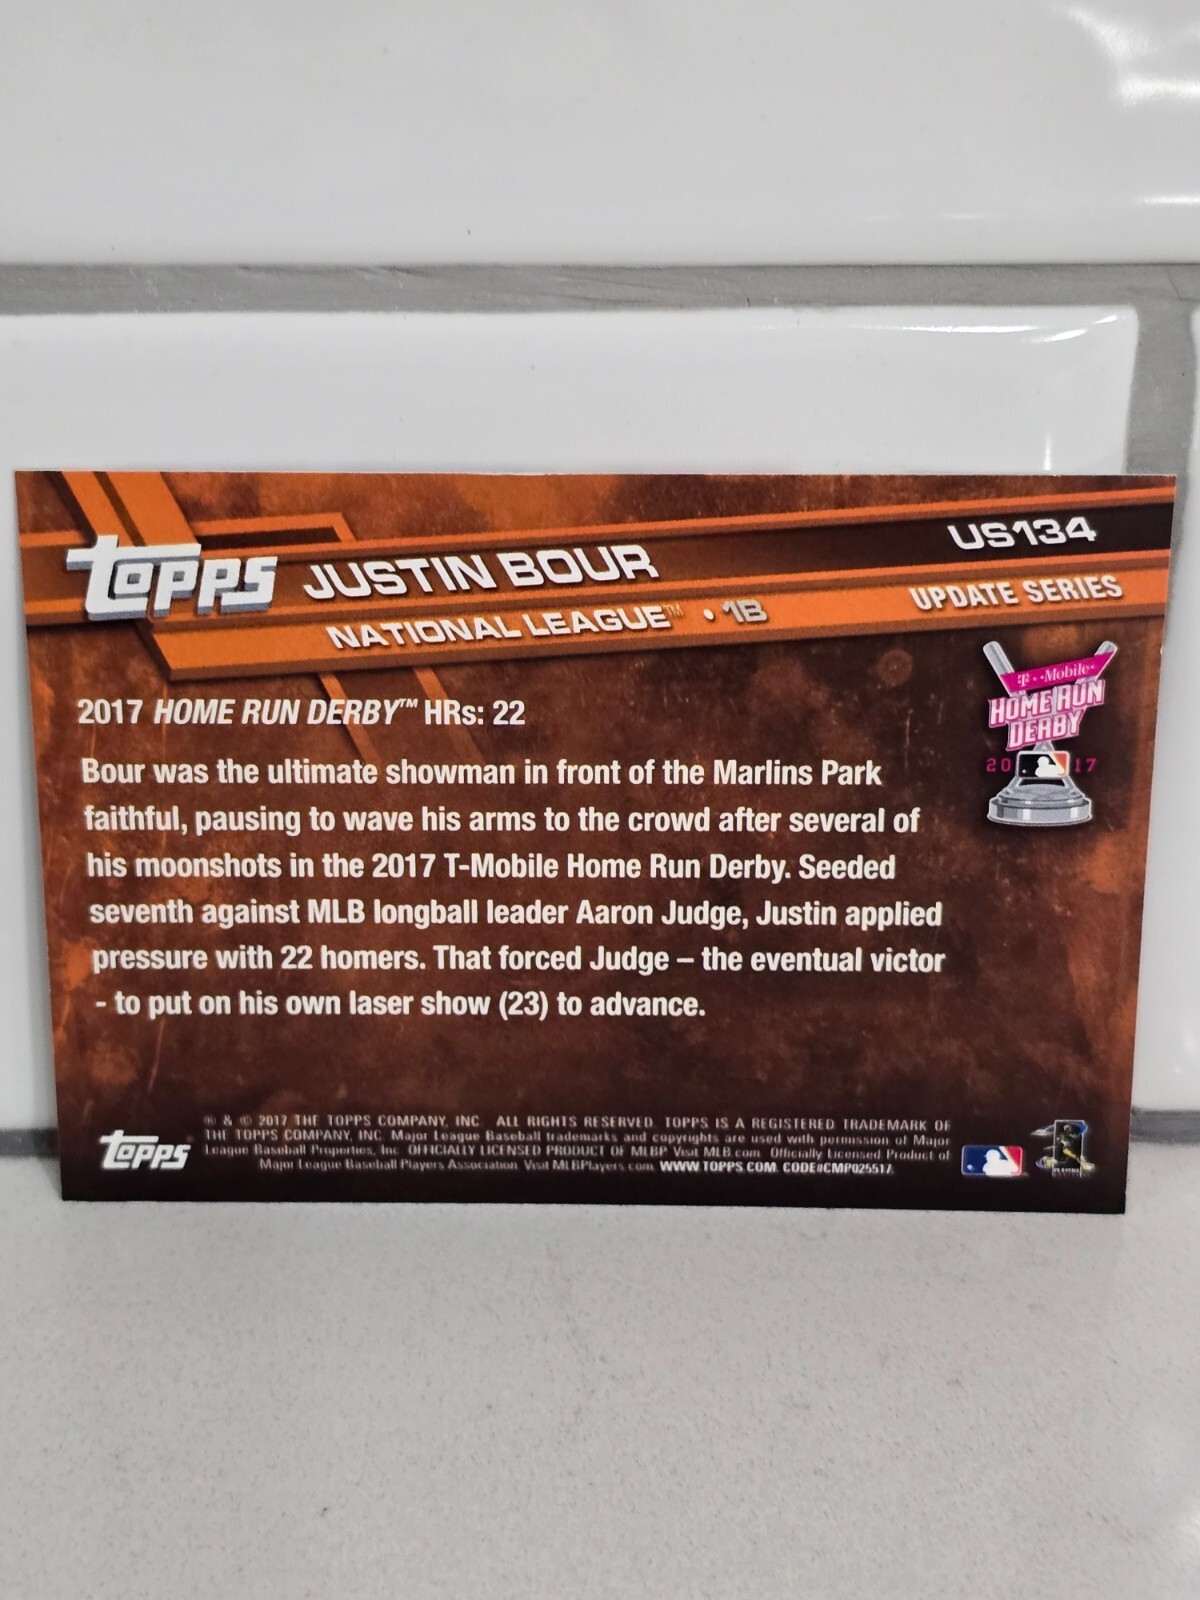 topps JUSTIN BOUR US134
NATIONAL LEAGUE™ • 1B UPDATE SERIES
T-Mobile
HOME RUN
DERBY
2017
2017 HOME RUN DERBY™ HRs: 22
Bour was the ultimate showman in front of the Marlins Park
faithful, pausing to wave his arms to the crowd after several of
his moonshots in the 2017 T-Mobile Home Run Derby. Seeded
seventh against MLB longball leader Aaron Judge, Justin applied
pressure with 22 homers. That forced Judge – the eventual victor
- to put on his own laser show (23) to advance.
topps
® & © 2017 THE TOPPS COMPANY, INC. ALL RIGHTS RESERVED. TOPPS IS A REGISTERED TRADEMARK OF
THE TOPPS COMPANY, INC. Major League Baseball trademarks and copyrights are used with permission of Major
League Baseball Properties, Inc. OFFICIALLY LICENSED PRODUCT OF MLBP Visit MLB.com. Officially Licensed Product of
Major League Baseball Players Association. Visit MLBPlayers.com. WWW.TOPPS.COM. CODE#CMP025517.